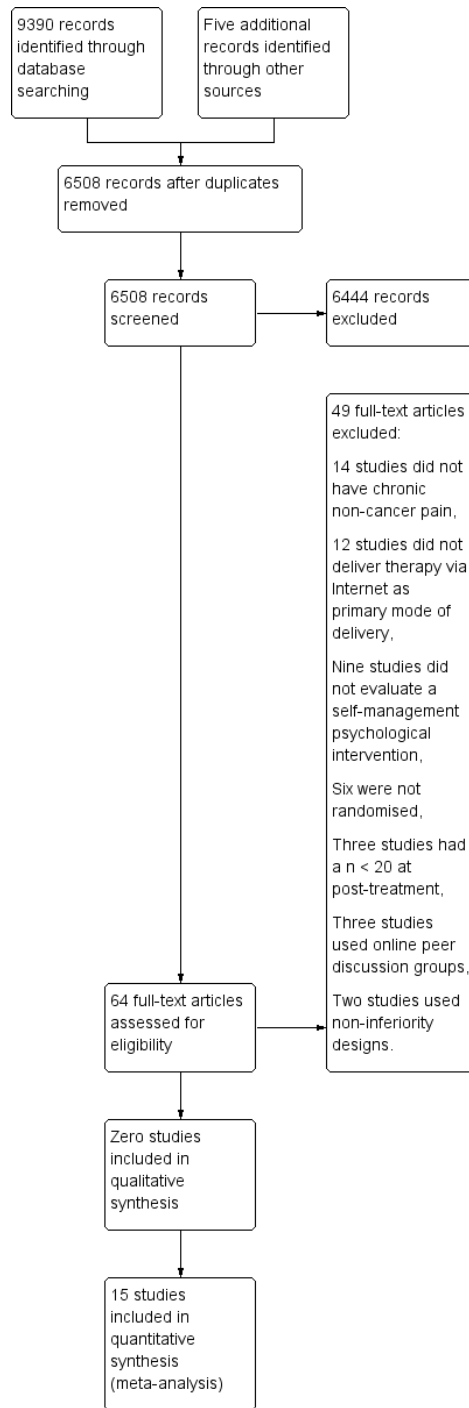 9390 records
identified through
database
searching
Five additional
records identified
through other
sources
6508 records after duplicates
removed
6508 records
screened
6444 records
excluded
49 full-text articles
excluded:
14 studies did not
have chronic
non-cancer pain,
12 studies did not
deliver therapy via
Internet as
primary mode of
delivery,
Nine studies did
not evaluate a
self-management
psychological
intervention,
Six were not
randomised,
Three studies had
a n < 20 at
post-treatment,
Three studies
used online peer
discussion groups,
Two studies used
non-inferiority
designs.
64 full-text articles
assessed for
eligibility
Zero studies
included in
qualitative
synthesis
15 studies
included in
quantitative
synthesis
(meta-analysis)